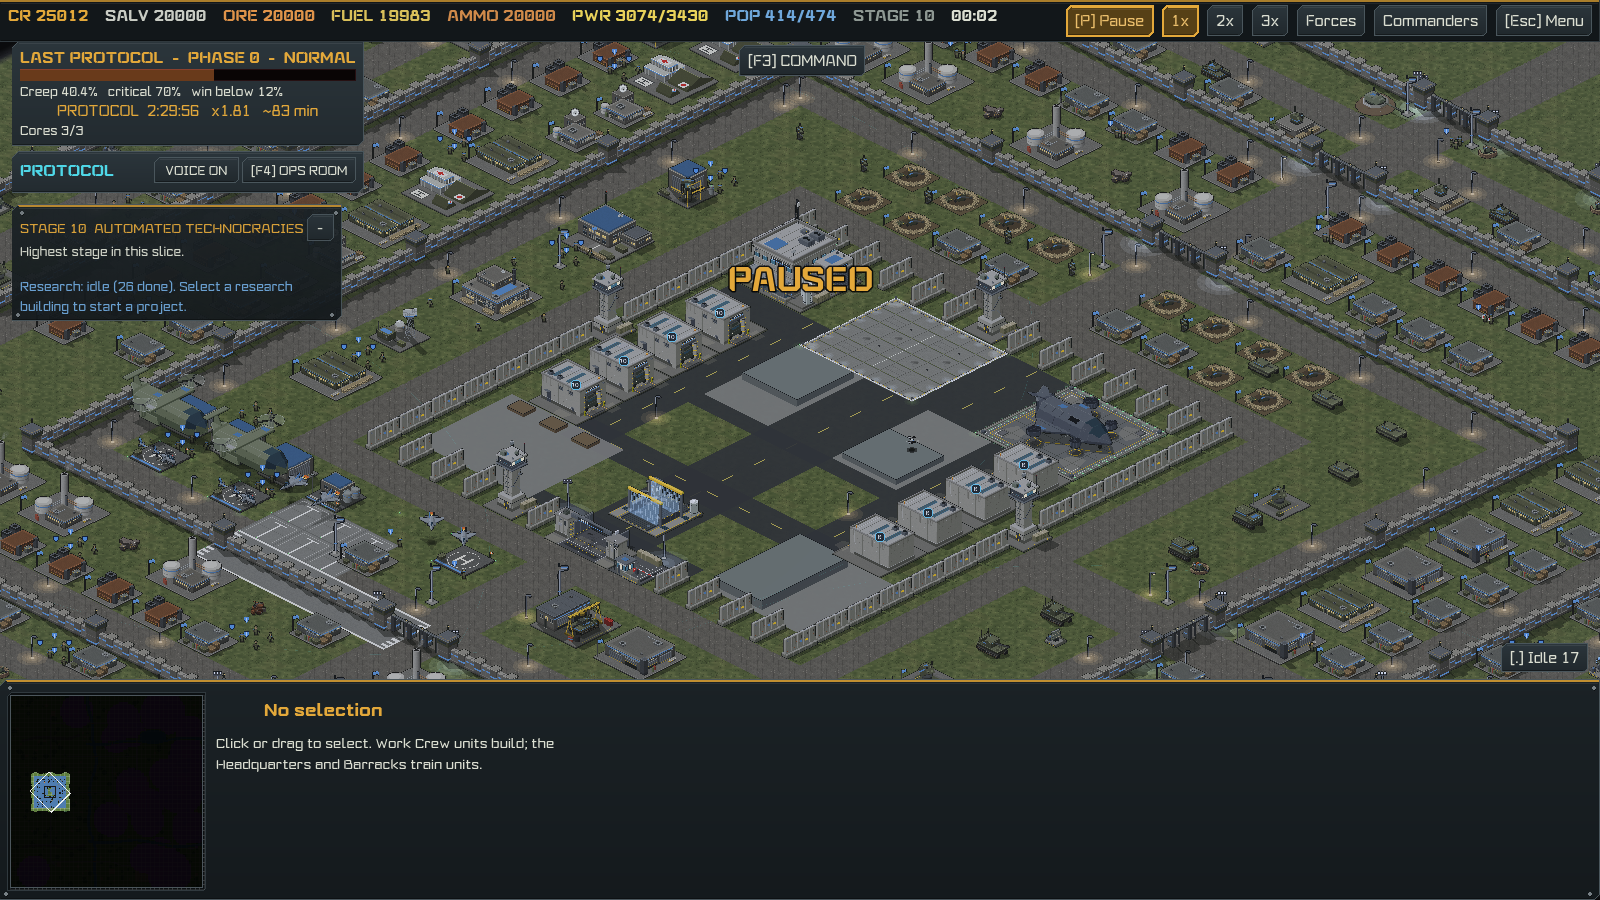 CR 25012 SALV 20000 ORE 20000 FUEL 19983 AMMO 20000 PWR 3074/3430 POP 414/474 STAGE 10 00:02
[P] Pause 1x 2x 3x Forces Commanders [Esc] Menu
LAST PROTOCOL - PHASE 0 - NORMAL
Creep 40.4% critical 70% win below 12%
PROTOCOL 2:29:56 x1.81 ~83 min
Cores 3/3
[F3] COMMAND
PROTOCOL VOICE ON [F4] OPS ROOM
STAGE 10 AUTOMATED TECHNOCRACIES -
Highest stage in this slice.
Research: idle (26 done). Select a research
building to start a project.
PAUSED
[.] Idle 17
No selection
Click or drag to select. Work Crew units build; the
Headquarters and Barracks train units.